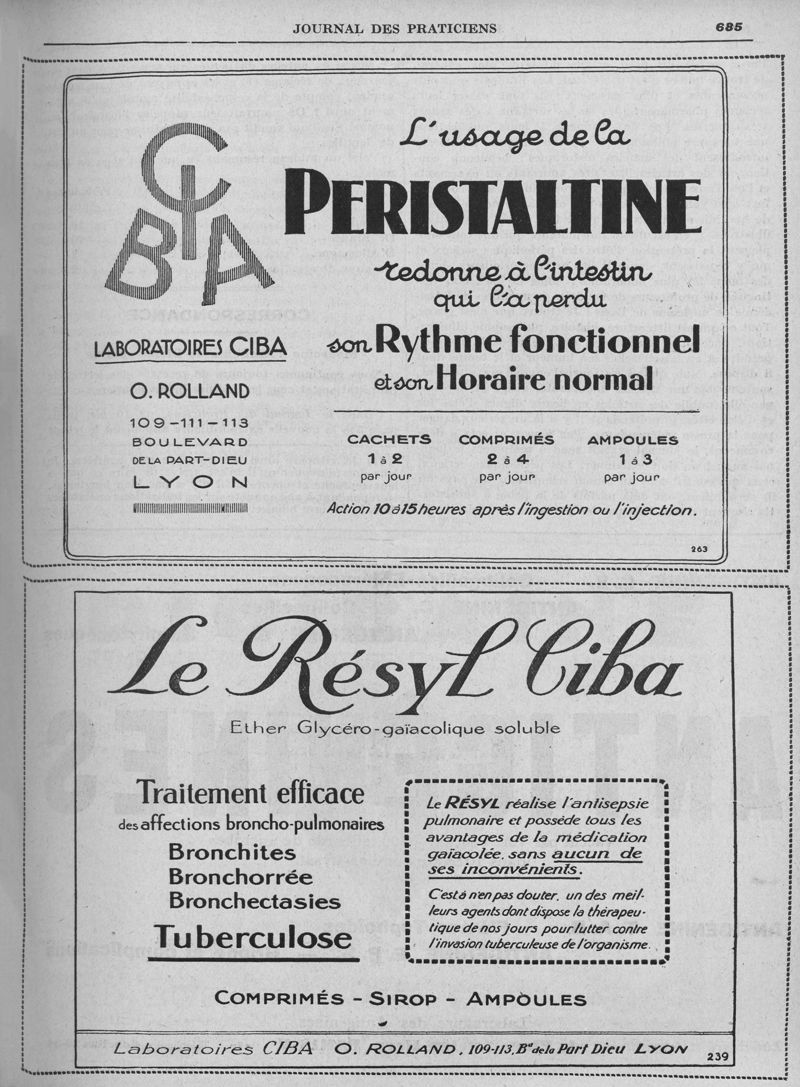 JOURNAL DES PRATICIENS 685
CIBA
LABORATOIRES CIBA
O. ROLLAND
109-111-113
BOULEVARD
DE LA PART-DIEU
LYON
L'usage de la
PERISTALTINE
redonne à l'intestin
qui l'a perdu
son Rythme fonctionnel
et son Horaire normal
CACHETS COMPRIMÉS AMPOULES
1 à 2 2 à 4 1 à 3
par jour par jour par jour
Action 10 à 15 heures après l'ingestion ou l'injection.
263
Le Résyl Ciba
Ether Glycéro-gaïacolique soluble
Traitement efficace
des affections broncho-pulmonaires
Bronchites
Bronchorrée
Bronchectasies
Tuberculose
Le RÉSYL réalise l'antisepsie
pulmonaire et possède tous les
avantages de la médication
gaïacolée, sans aucun de
ses inconvénients.
C'est à n'en pas douter, un des meil-
leurs agents dont dispose la thérapeu-
tique de nos jours pour lutter contre
l'invasion tuberculeuse de l'organisme.
COMPRIMÉS - SIROP - AMPOULES
Laboratoires CIBA O. ROLLAND, 109-113, Bd de la Part Dieu LYON
239